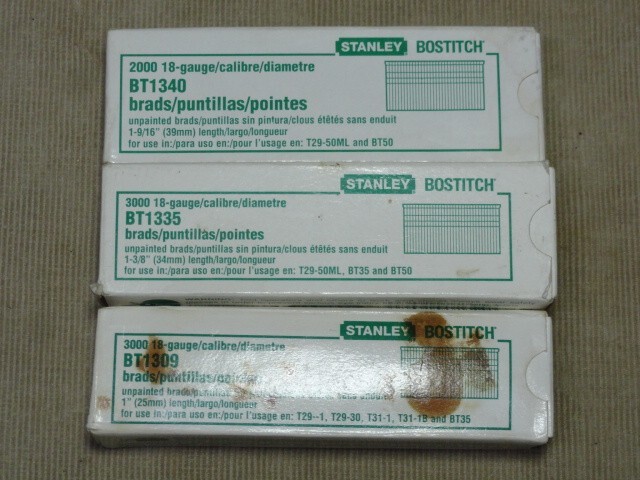 STANLEY BOSTITCH
2000 18-gauge/calibre/diametre
BT1340
brads/puntillas/pointes
unpainted brads/puntillas sin pintura/clous étêtés sans enduit
1-9/16" (39mm) length/largo/longueur
for use in:/para uso en:/pour l'usage en: T29-50ML and BT50
STANLEY BOSTITCH
3000 18-gauge/calibre/diametre
BT1335
brads/puntillas/pointes
unpainted brads/puntillas sin pintura/clous étêtés sans enduit
1-3/8" (34mm) length/largo/longueur
for use in:/para uso en:/pour l'usage en: T29-50ML, BT35 and BT50
STANLEY BOSTITCH
3000 18-gauge/calibre/diametre
BT1309
brads/puntillas/pointes
unpainted sans enduit
1" (25mm) length/largo/longueur
for use in:/para uso en:/pour l'usage en: T29--1, T29-30, T31-1, T31-1B and BT35